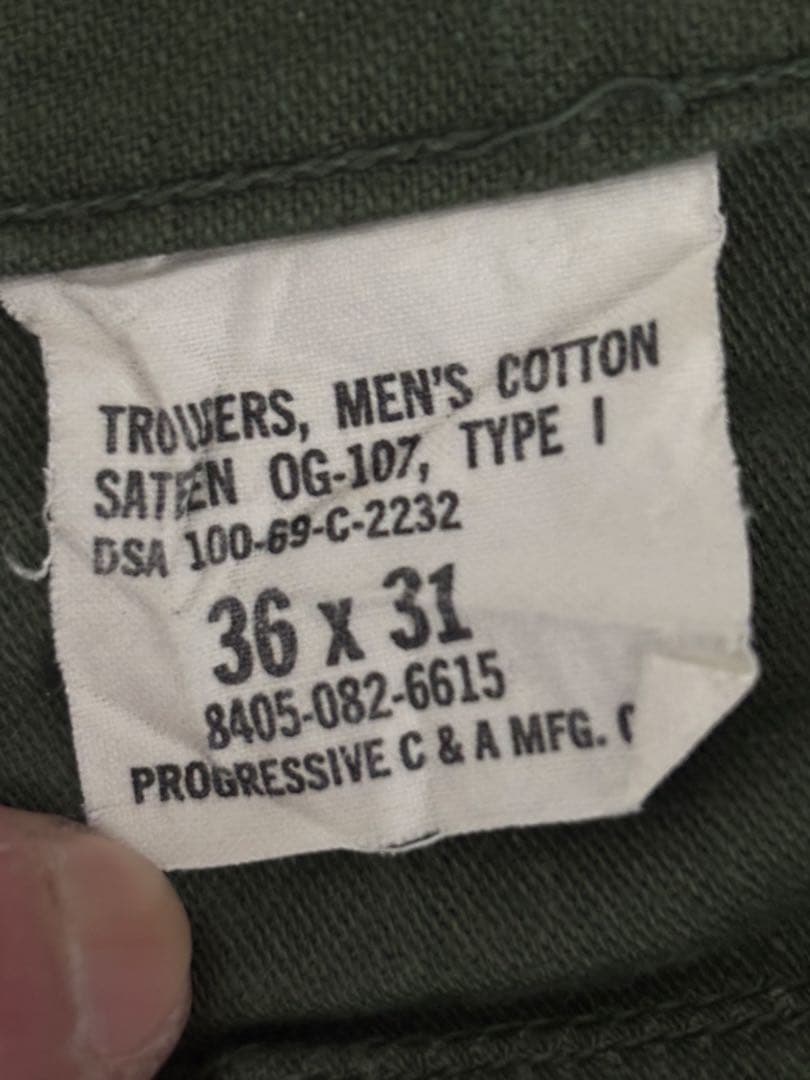 TROUSERS, MEN'S COTTON
SATEEN OG-107, TYPE I
DSA 100-69-C-2232
36 x 31
8405-082-6615
PROGRESSIVE C & A MFG.